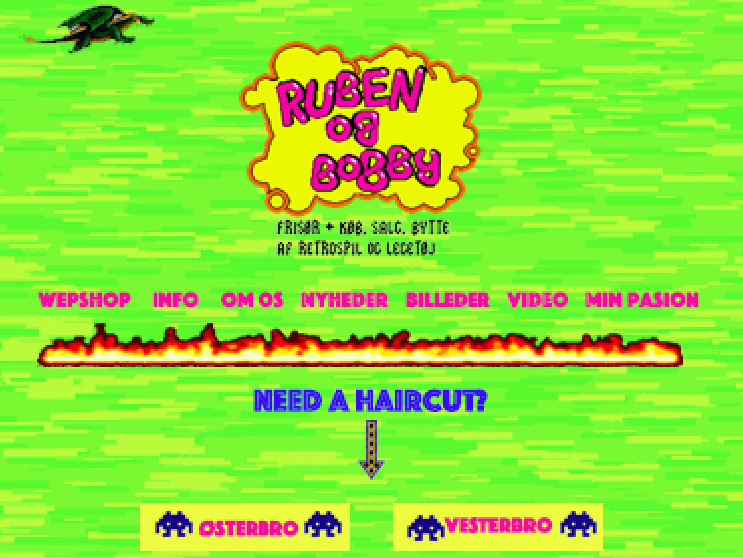 RUBEN
OG
BOBBY
FRISØR + KØB, SALG, BYTTE
AF RETROSPIL OG LEGETØJ
WEPSHOP INFO OM OS NYHEDER BILLEDER VIDEO MIN PASION
NEED A HAIRCUT?
ØSTERBRO VESTERBRO